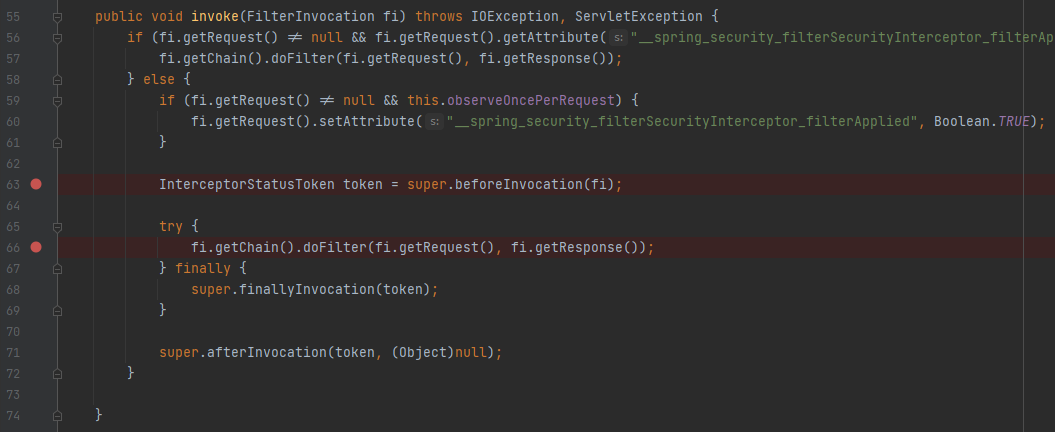 55 public void invoke(FilterInvocation fi) throws IOException, ServletException {
56 if (fi.getRequest() ≠ null && fi.getRequest().getAttribute( s: "__spring_security_filterSecurityInterceptor_filterAp
57 fi.getChain().doFilter(fi.getRequest(), fi.getResponse());
58 } else {
59 if (fi.getRequest() ≠ null && this.observeOncePerRequest) {
60 fi.getRequest().setAttribute( s: "__spring_security_filterSecurityInterceptor_filterApplied", Boolean.TRUE);
61 }
62
63 InterceptorStatusToken token = super.beforeInvocation(fi);
64
65 try {
66 fi.getChain().doFilter(fi.getRequest(), fi.getResponse());
67 } finally {
68 super.finallyInvocation(token);
69 }
70
71 super.afterInvocation(token, (Object)null);
72 }
73
74 }